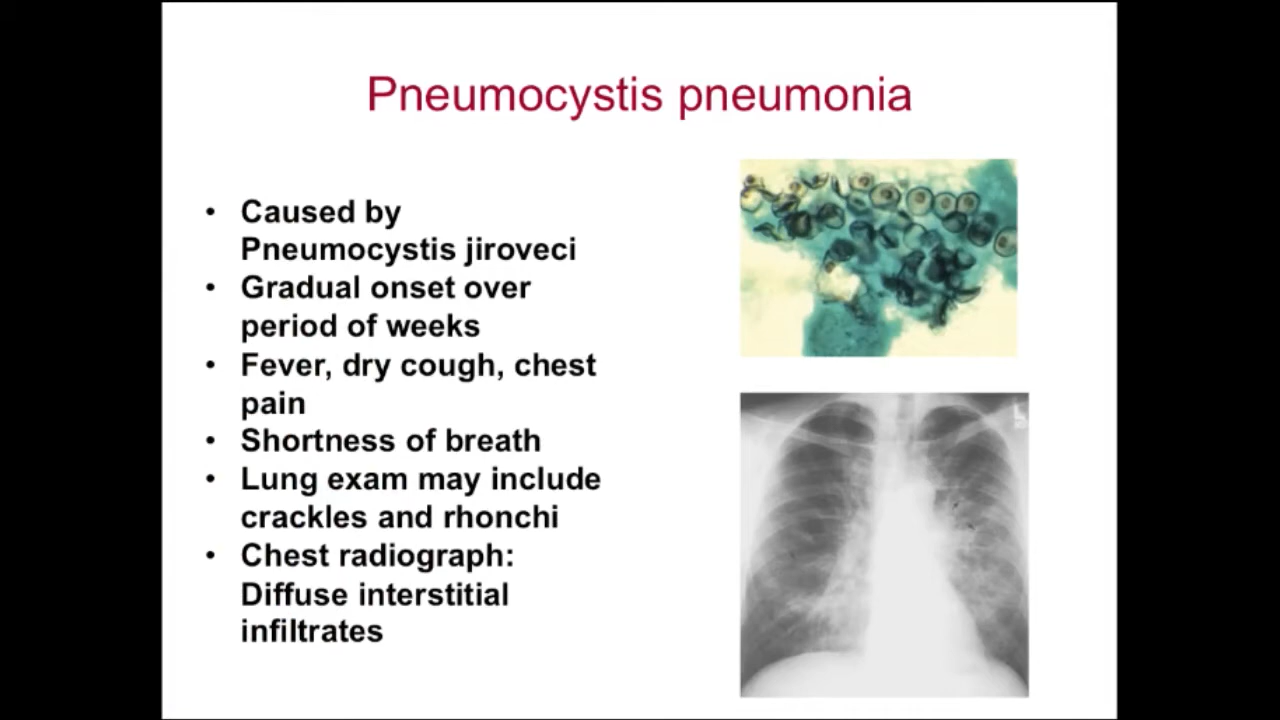 Pneumocystis pneumonia
• Caused by
Pneumocystis jiroveci
• Gradual onset over
period of weeks
• Fever, dry cough, chest
pain
• Shortness of breath
• Lung exam may include
crackles and rhonchi
• Chest radiograph:
Diffuse interstitial
infiltrates
L